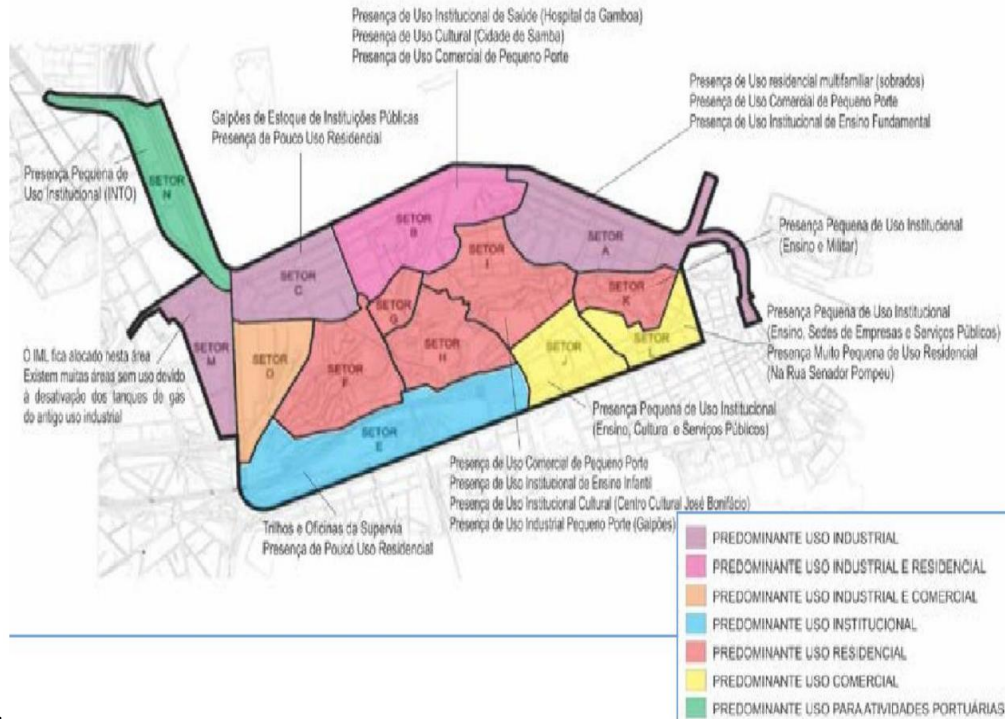 Presença de Uso Institucional de Saúde (Hospital da Gamboa)
Presença de Uso Cultural (Cidade do Samba)
Presença de Uso Comercial de Pequeno Porte
Presença de Uso residencial multifamiliar (sobrados)
Presença de Uso Comercial de Pequeno Porte
Presença de Uso Institucional de Ensino Fundamental
Galpões de Estoque de Instituições Públicas
Presença de Pouco Uso Residencial
Presença Pequena de
Uso Institucional (INTO)
SETOR
N
SETOR
B
SETOR
A
SETOR
I
SETOR
C
SETOR
K
SETOR
G
Presença Pequena de Uso Institucional
(Ensino e Militar)
Presença Pequena de Uso Institucional
(Ensino, Sedes de Empresas e Serviços Públicos)
Presença Muito Pequena de Uso Residencial
(Na Rua Senador Pompeu)
O IML fica alocado nesta área
Existem muitas áreas sem uso devido
à desativação dos tanques de gás
do antigo uso industrial
SETOR
M
SETOR
D
SETOR
F
SETOR
H
SETOR
J
SETOR
L
SETOR
E
Presença Pequena de Uso Institucional
(Ensino, Cultura e Serviços Públicos)
Presença de Uso Comercial de Pequeno Porte
Presença de Uso Institucional de Ensino Infantil
Presença de Uso Institucional Cultural (Centro Cultural José Bonifácio)
Presença de Uso Industrial Pequeno Porte (Galpões)
Trilhos e Oficinas da Supervia
Presença de Pouco Uso Residencial
PREDOMINANTE USO INDUSTRIAL
PREDOMINANTE USO INDUSTRIAL E RESIDENCIAL
PREDOMINANTE USO INDUSTRIAL E COMERCIAL
PREDOMINANTE USO INSTITUCIONAL
PREDOMINANTE USO RESIDENCIAL
PREDOMINANTE USO COMERCIAL
PREDOMINANTE USO PARA ATIVIDADES PORTUÁRIAS